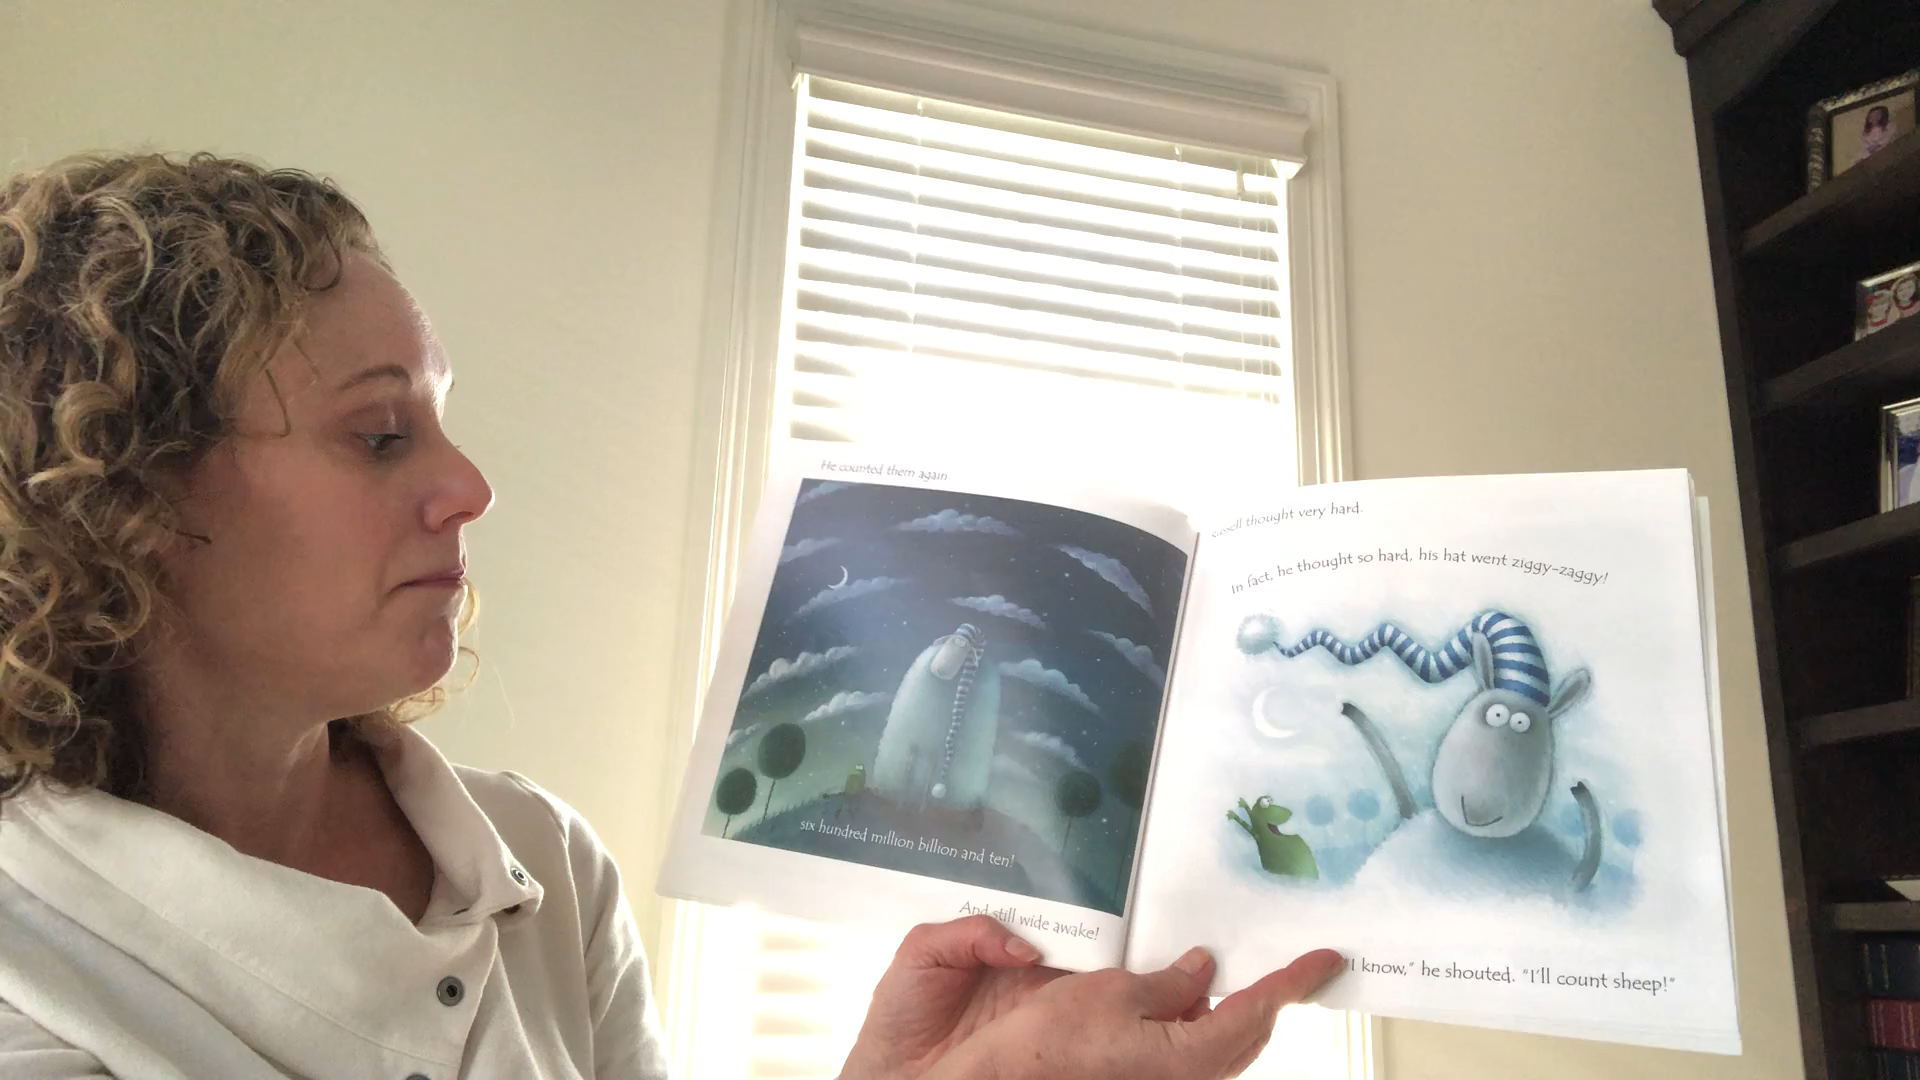 He counted them again
six hundred million billion and ten!
And still wide awake!
thought very hard.
In fact, he thought so hard, his hat went ziggy-zaggy!
"I know," he shouted. "I'll count sheep!"